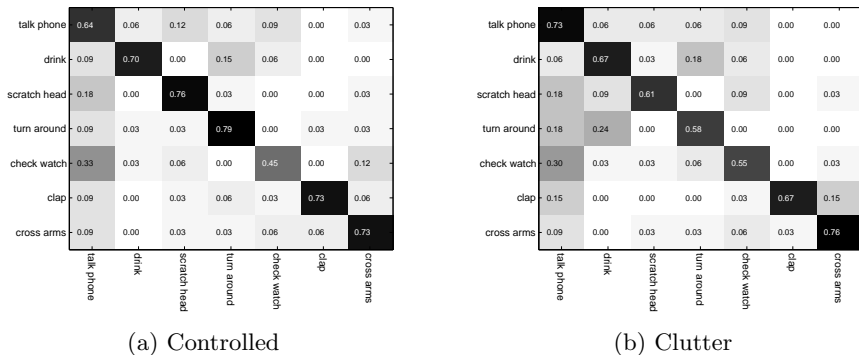 talk phone 0.64 0.06 0.12 0.06 0.09 0.00 0.03
drink 0.09 0.70 0.00 0.15 0.06 0.00 0.00
scratch head 0.18 0.00 0.76 0.03 0.00 0.00 0.03
turn around 0.09 0.03 0.03 0.79 0.00 0.03 0.03
check watch 0.33 0.03 0.06 0.00 0.45 0.00 0.12
clap 0.09 0.00 0.03 0.06 0.03 0.73 0.06
cross arms 0.09 0.00 0.03 0.03 0.06 0.06 0.73
talk phone drink scratch head turn around check watch clap cross arms
(a) Controlled
talk phone 0.73 0.06 0.06 0.06 0.09 0.00 0.00
drink 0.06 0.67 0.03 0.18 0.06 0.00 0.00
scratch head 0.18 0.09 0.61 0.00 0.09 0.00 0.03
turn around 0.18 0.24 0.00 0.58 0.00 0.00 0.00
check watch 0.30 0.03 0.03 0.06 0.55 0.00 0.03
clap 0.15 0.00 0.00 0.00 0.03 0.67 0.15
cross arms 0.09 0.00 0.03 0.03 0.09 0.00 0.76
talk phone drink scratch head turn around check watch clap cross arms
(b) Clutter